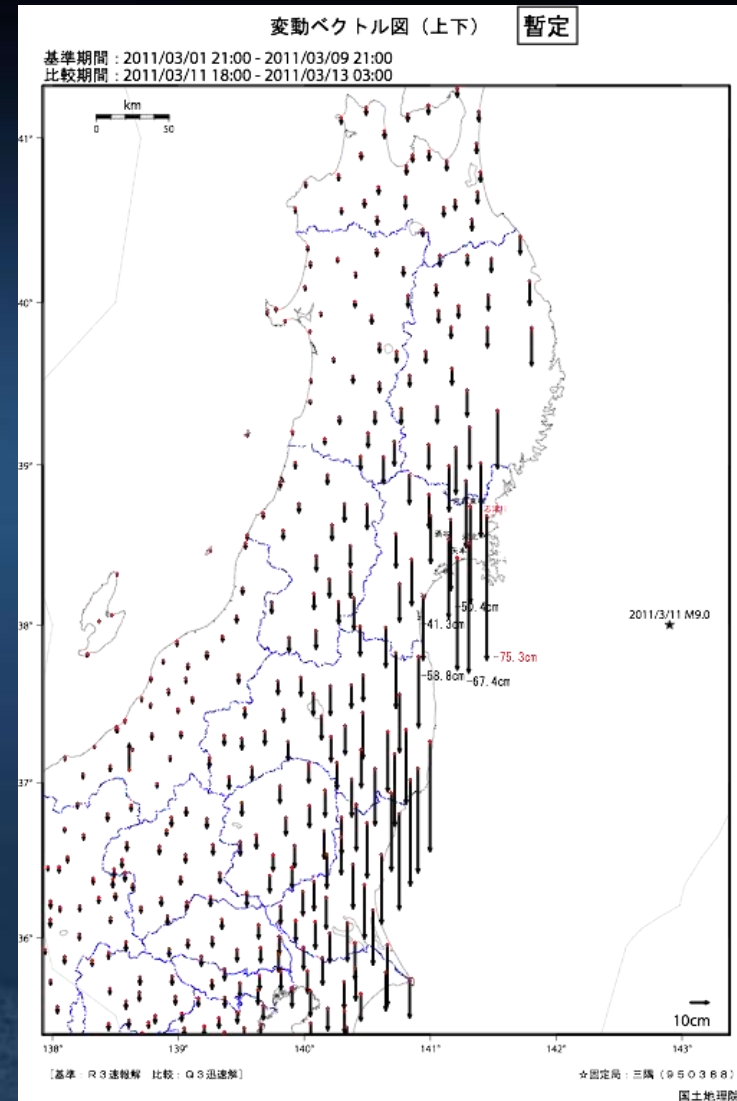 変動ベクトル図（上下） 暫定
基準期間：2011/03/01 21:00 - 2011/03/09 21:00
比較期間：2011/03/11 18:00 - 2011/03/13 03:00
km
0 50
41°
40°
39°
志津川
矢本
38°
2011/3/11 M9.0
-50.4cm
-41.3cm
-75.3cm
-58.8cm
-67.4cm
37°
36°
10cm
138° 139° 140° 141° 142° 143°
［基準：R3速報解 比較：Q3迅速解］ ☆固定局：三隅（950388）
国土地理院